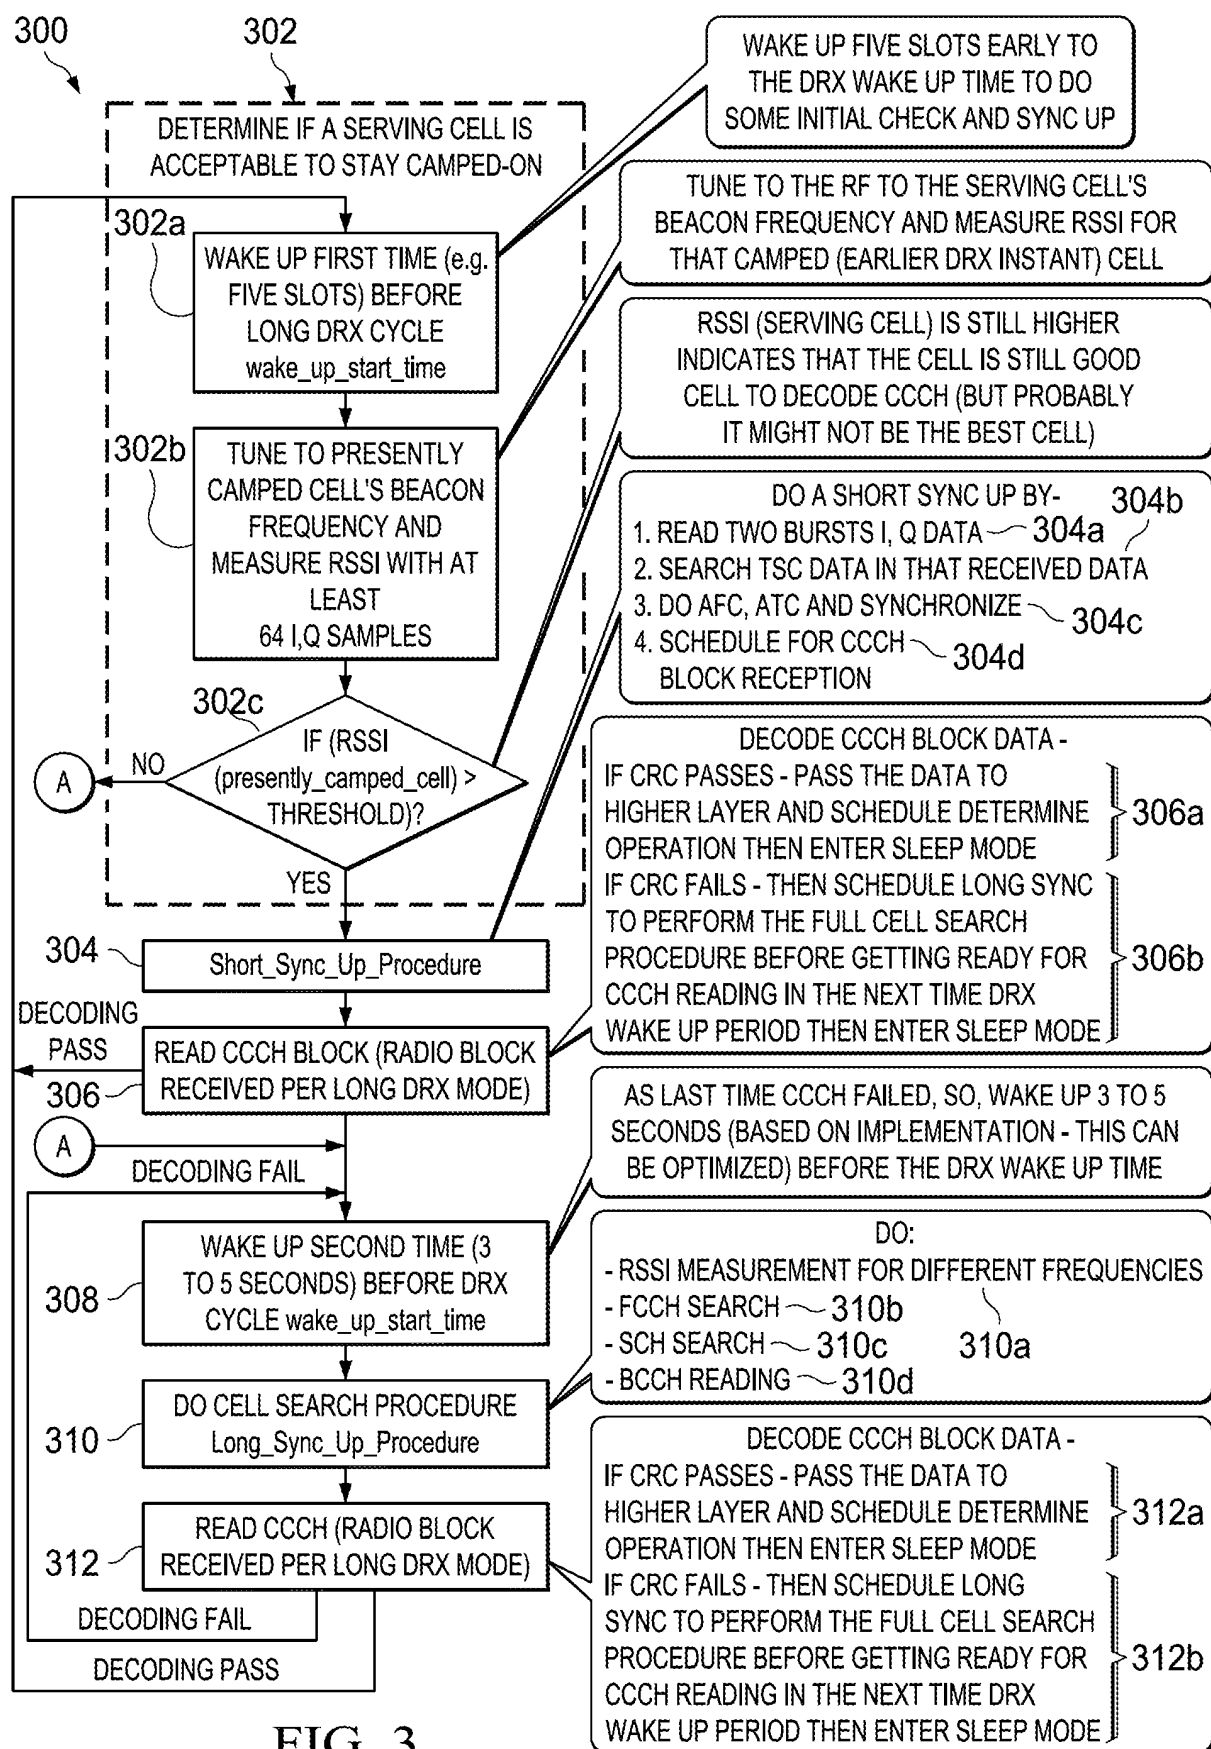 300
302
DETERMINE IF A SERVING CELL IS
ACCEPTABLE TO STAY CAMPED-ON
302a
WAKE UP FIRST TIME (e.g.
FIVE SLOTS) BEFORE
LONG DRX CYCLE
wake_up_start_time
302b
TUNE TO PRESENTLY
CAMPED CELL'S BEACON
FREQUENCY AND
MEASURE RSSI WITH AT
LEAST
64 I,Q SAMPLES
302c
IF (RSSI
(presently_camped_cell) >
THRESHOLD)?
NO
A
YES
304
Short_Sync_Up_Procedure
DECODING
PASS
READ CCCH BLOCK (RADIO BLOCK
RECEIVED PER LONG DRX MODE)
306
A
DECODING FAIL
WAKE UP SECOND TIME (3
TO 5 SECONDS) BEFORE DRX
CYCLE wake_up_start_time
308
DO CELL SEARCH PROCEDURE
Long_Sync_Up_Procedure
310
READ CCCH (RADIO BLOCK
RECEIVED PER LONG DRX MODE)
312
DECODING FAIL
DECODING PASS
WAKE UP FIVE SLOTS EARLY TO
THE DRX WAKE UP TIME TO DO
SOME INITIAL CHECK AND SYNC UP
TUNE TO THE RF TO THE SERVING CELL'S
BEACON FREQUENCY AND MEASURE RSSI FOR
THAT CAMPED (EARLIER DRX INSTANT) CELL
RSSI (SERVING CELL) IS STILL HIGHER
INDICATES THAT THE CELL IS STILL GOOD
CELL TO DECODE CCCH (BUT PROBABLY
IT MIGHT NOT BE THE BEST CELL)
DO A SHORT SYNC UP BY-
1. READ TWO BURSTS I, Q DATA 304a
2. SEARCH TSC DATA IN THAT RECEIVED DATA 304b
3. DO AFC, ATC AND SYNCHRONIZE 304c
4. SCHEDULE FOR CCCH 304d
BLOCK RECEPTION
DECODE CCCH BLOCK DATA -
IF CRC PASSES - PASS THE DATA TO
HIGHER LAYER AND SCHEDULE DETERMINE 306a
OPERATION THEN ENTER SLEEP MODE
IF CRC FAILS - THEN SCHEDULE LONG SYNC
TO PERFORM THE FULL CELL SEARCH
PROCEDURE BEFORE GETTING READY FOR 306b
CCCH READING IN THE NEXT TIME DRX
WAKE UP PERIOD THEN ENTER SLEEP MODE
AS LAST TIME CCCH FAILED, SO, WAKE UP 3 TO 5
SECONDS (BASED ON IMPLEMENTATION - THIS CAN
BE OPTIMIZED) BEFORE THE DRX WAKE UP TIME
DO:
- RSSI MEASUREMENT FOR DIFFERENT FREQUENCIES
- FCCH SEARCH 310b
- SCH SEARCH 310c 310a
- BCCH READING 310d
DECODE CCCH BLOCK DATA -
IF CRC PASSES - PASS THE DATA TO
HIGHER LAYER AND SCHEDULE DETERMINE 312a
OPERATION THEN ENTER SLEEP MODE
IF CRC FAILS - THEN SCHEDULE LONG
SYNC TO PERFORM THE FULL CELL SEARCH
PROCEDURE BEFORE GETTING READY FOR 312b
CCCH READING IN THE NEXT TIME DRX
WAKE UP PERIOD THEN ENTER SLEEP MODE
FIG. 3